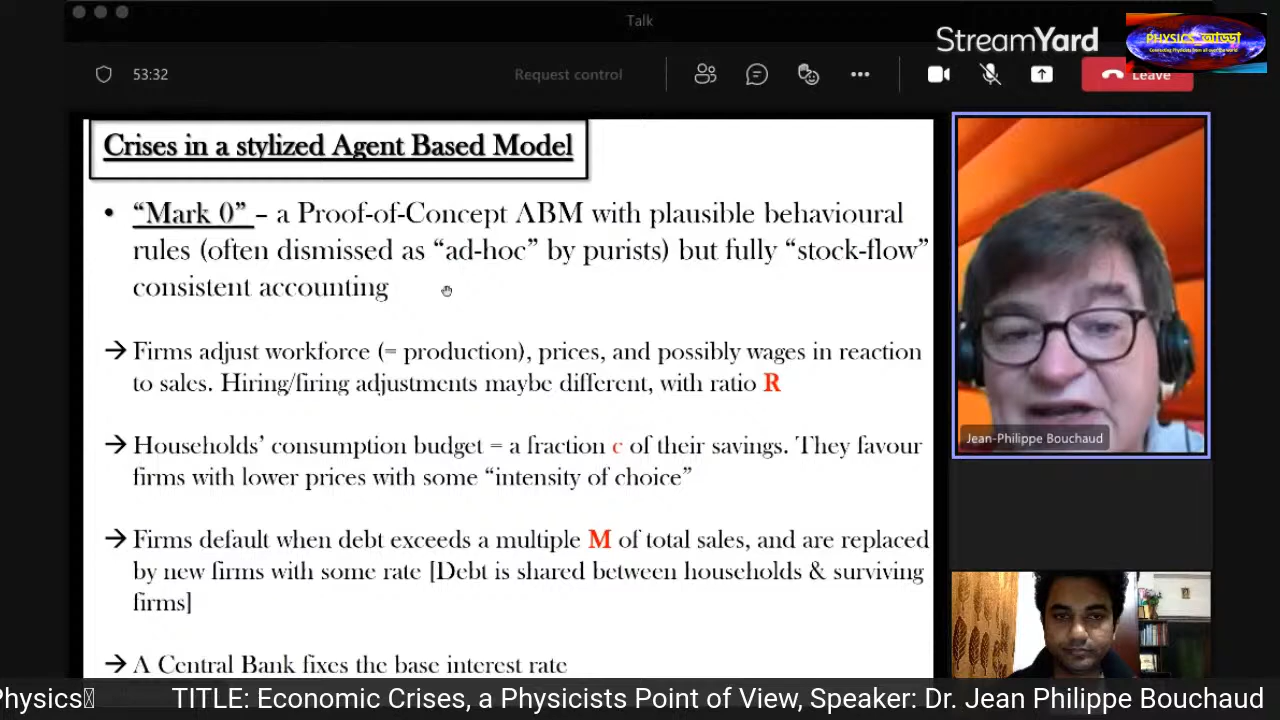 Talk
StreamYard
PHYSICS_আড্ডা
53:32
Request control
Leave
Crises in a stylized Agent Based Model
• “Mark 0” – a Proof-of-Concept ABM with plausible behavioural
rules (often dismissed as “ad-hoc” by purists) but fully “stock-flow”
consistent accounting
→ Firms adjust workforce (= production), prices, and possibly wages in reaction
to sales. Hiring/firing adjustments maybe different, with ratio R
→ Households’ consumption budget = a fraction c of their savings. They favour
firms with lower prices with some “intensity of choice”
→ Firms default when debt exceeds a multiple M of total sales, and are replaced
by new firms with some rate [Debt is shared between households & surviving
firms]
→ A Central Bank fixes the base interest rate
Jean-Philippe Bouchaud
Physics
TITLE: Economic Crises, a Physicists Point of View, Speaker: Dr. Jean Philippe Bouchaud